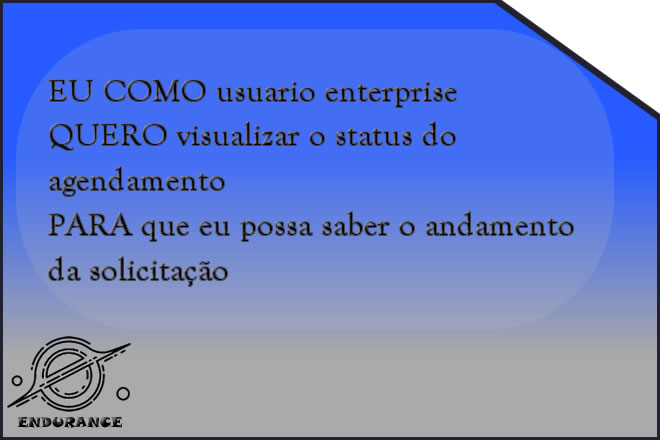 EU COMO usuario enterprise
QUERO visualizar o status do
agendamento
PARA que eu possa saber o andamento
da solicitação
ENDURANCE